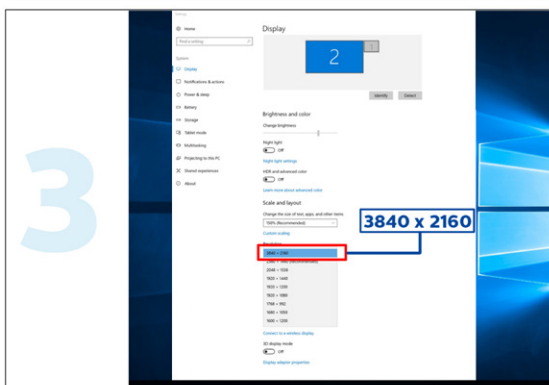 3
Settings
Home
Find a setting
System
Display
Notifications & actions
Power & sleep
Battery
Storage
Tablet mode
Multitasking
Projecting to this PC
Shared experiences
About
Display
2
1
Identify
Detect
Brightness and color
Change brightness
Night light
Off
Night light settings
HDR and advanced color
Off
Learn more about advanced color
Scale and layout
Change the size of text, apps, and other items
100% (Recommended)
Custom scaling
Resolution
3840 × 2160
3840 x 2160
2048 × 1536
1920 × 1440
1920 × 1200
1920 × 1080
1768 × 992
1680 × 1050
1600 × 1200
Connect to a wireless display
3D display mode
Off
Display adapter properties